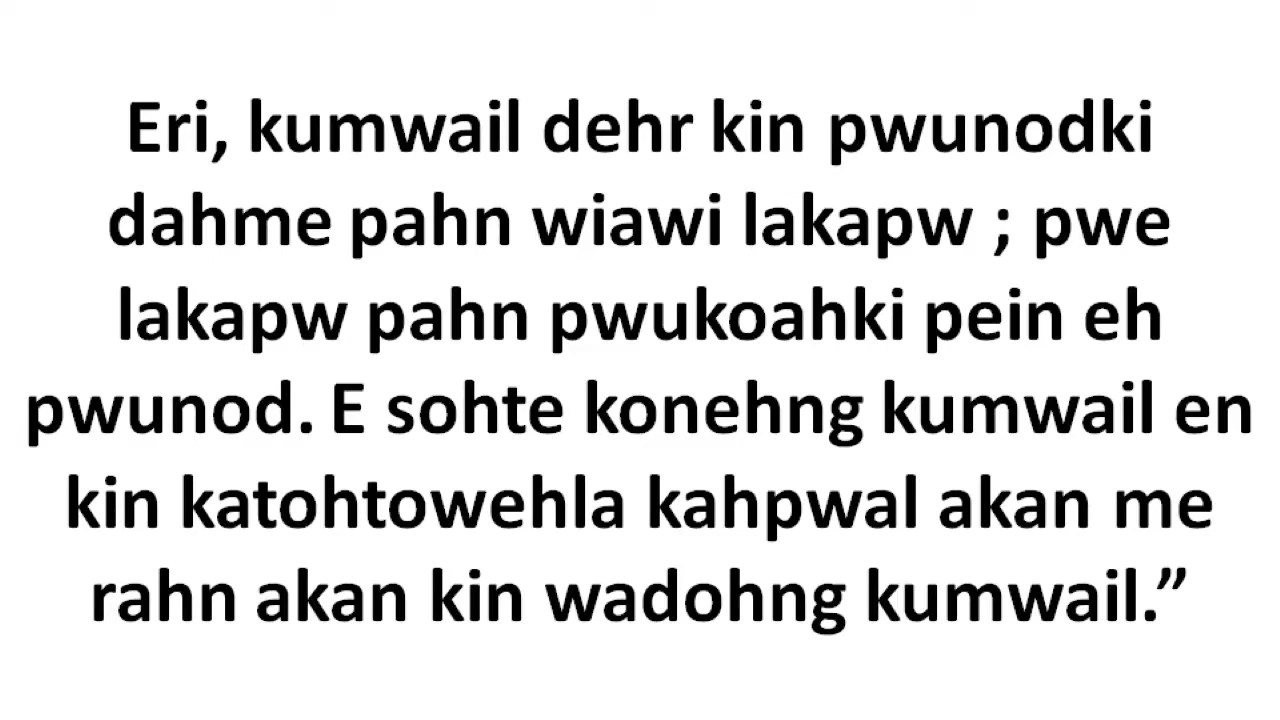 Eri, kumwail dehr kin pwunodki
dahme pahn wiawi lakapw ; pwe
lakapw pahn pwukoahki pein eh
pwunod. E sohte konehng kumwail en
kin katohtowehla kahpwal akan me
rahn akan kin wadohng kumwail.”